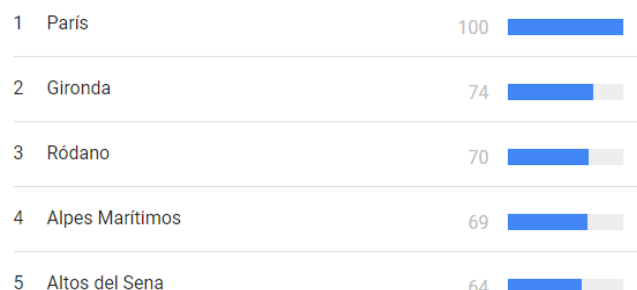 1 París 100
2 Gironda 74
3 Ródano 70
4 Alpes Marítimos 69
5 Altos del Sena 64